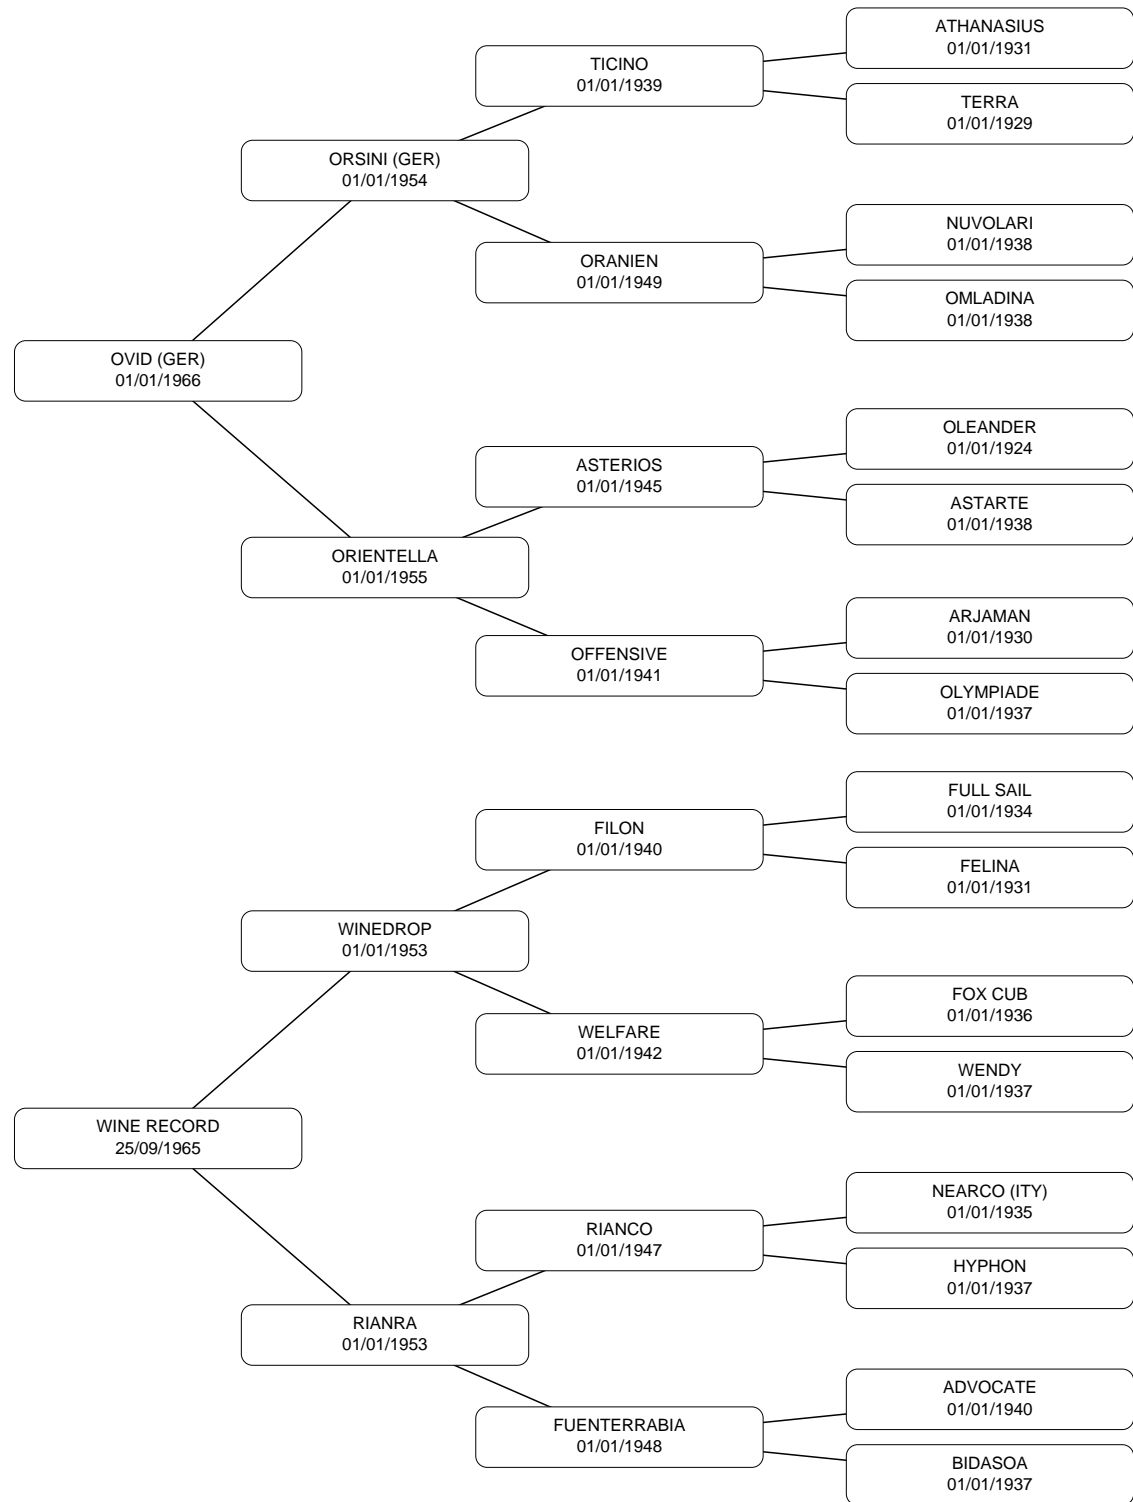 ATHANASIUS
01/01/1931
TICINO
01/01/1939
TERRA
01/01/1929
ORSINI (GER)
01/01/1954
NUVOLARI
01/01/1938
ORANIEN
01/01/1949
OMLADINA
01/01/1938
OVID (GER)
01/01/1966
OLEANDER
01/01/1924
ASTERIOS
01/01/1945
ASTARTE
01/01/1938
ORIENTELLA
01/01/1955
ARJAMAN
01/01/1930
OFFENSIVE
01/01/1941
OLYMPIADE
01/01/1937
FULL SAIL
01/01/1934
FILON
01/01/1940
FELINA
01/01/1931
WINEDROP
01/01/1953
FOX CUB
01/01/1936
WELFARE
01/01/1942
WENDY
01/01/1937
WINE RECORD
25/09/1965
NEARCO (ITY)
01/01/1935
RIANCO
01/01/1947
HYPHON
01/01/1937
RIANRA
01/01/1953
ADVOCATE
01/01/1940
FUENTERRABIA
01/01/1948
BIDASOA
01/01/1937